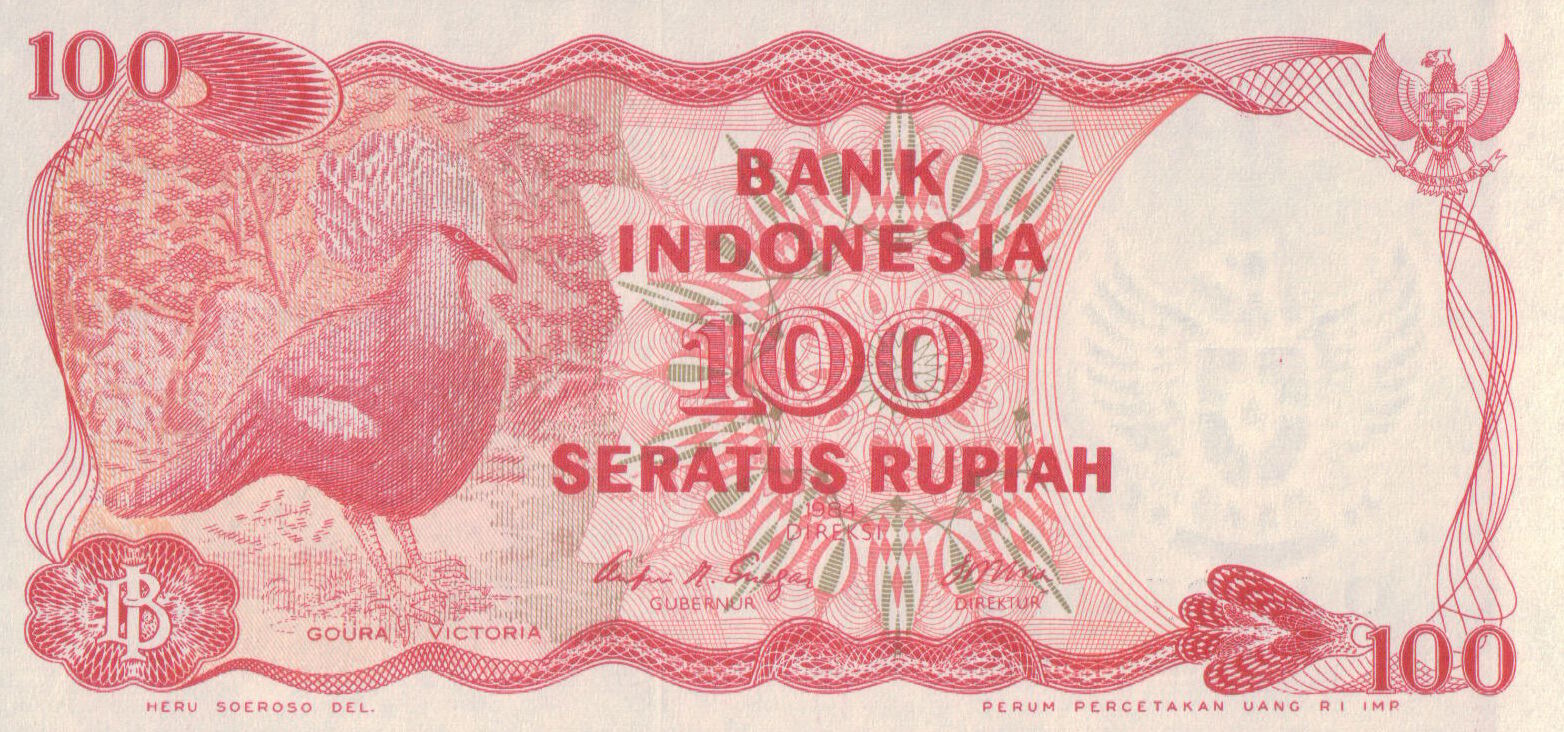 100
BANK
INDONESIA
100
SERATUS RUPIAH
1984
DIREKSI
GUBERNUR DIREKTUR
GOURA VICTORIA
B
100
HERU SOEROSO DEL.
PERUM PERCETAKAN UANG RI IMP